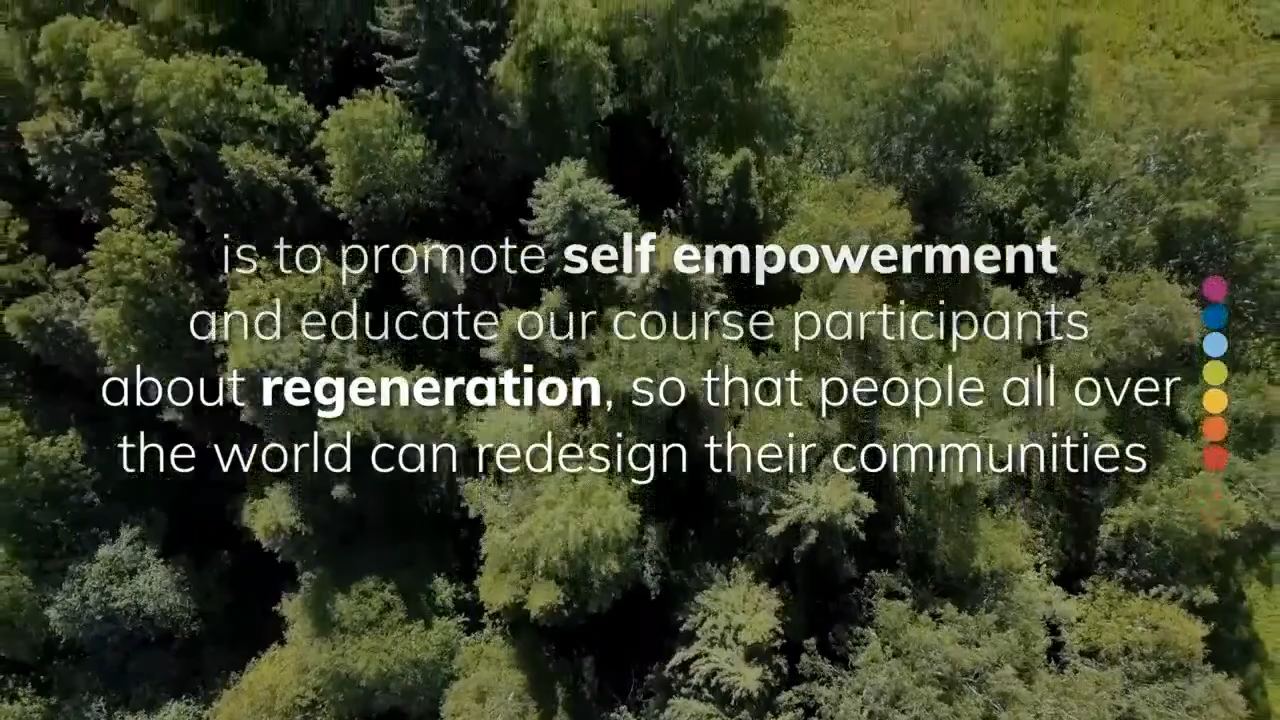 is to promote self empowerment
and educate our course participants
about regeneration, so that people all over
the world can redesign their communities